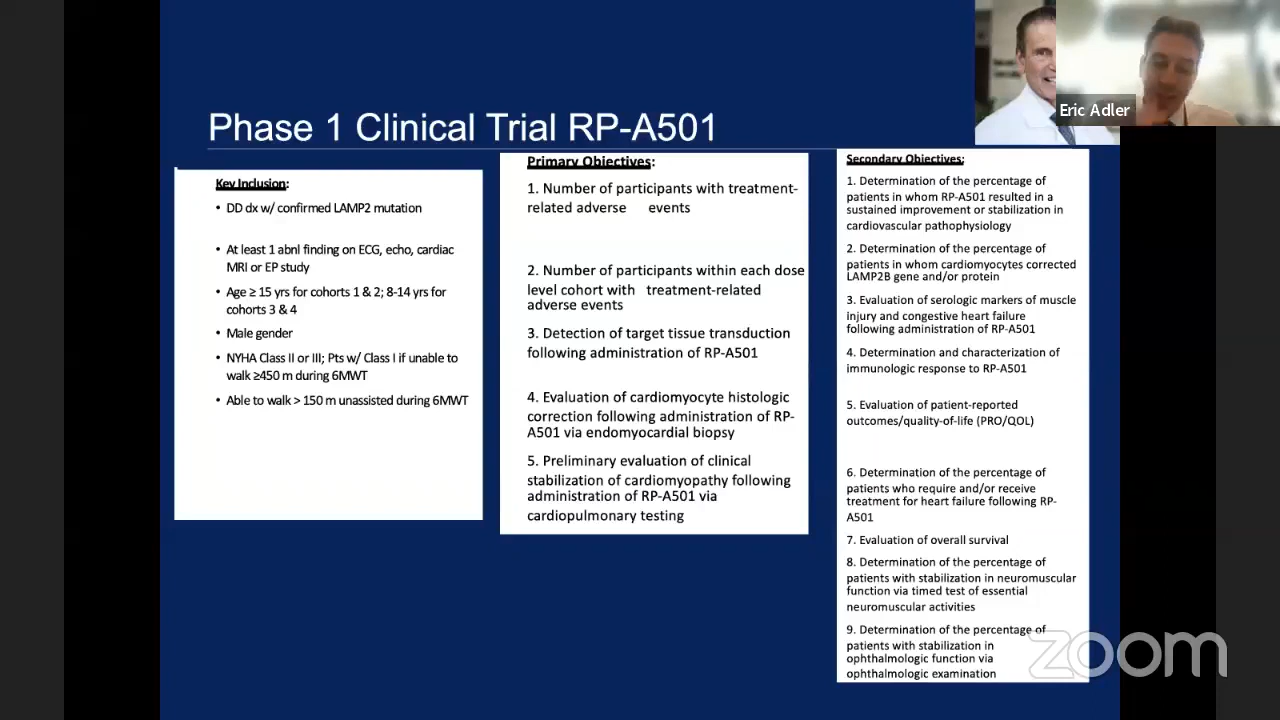 Phase 1 Clinical Trial RP-A501
Key Inclusion:
• DD dx w/ confirmed LAMP2 mutation
• At least 1 abnl finding on ECG, echo, cardiac
MRI or EP study
• Age ≥ 15 yrs for cohorts 1 & 2; 8-14 yrs for
cohorts 3 & 4
• Male gender
• NYHA Class II or III; Pts w/ Class I if unable to
walk ≥450 m during 6MWT
• Able to walk > 150 m unassisted during 6MWT
Primary Objectives:
1. Number of participants with treatment-
related adverse events
2. Number of participants within each dose
level cohort with treatment-related
adverse events
3. Detection of target tissue transduction
following administration of RP-A501
4. Evaluation of cardiomyocyte histologic
correction following administration of RP-
A501 via endomyocardial biopsy
5. Preliminary evaluation of clinical
stabilization of cardiomyopathy following
administration of RP-A501 via
cardiopulmonary testing
Secondary Objectives:
1. Determination of the percentage of
patients in whom RP-A501 resulted in a
sustained improvement or stabilization in
cardiovascular pathophysiology
2. Determination of the percentage of
patients in whom cardiomyocytes corrected
LAMP2B gene and/or protein
3. Evaluation of serologic markers of muscle
injury and congestive heart failure
following administration of RP-A501
4. Determination and characterization of
immunologic response to RP-A501
5. Evaluation of patient-reported
outcomes/quality-of-life (PRO/QOL)
6. Determination of the percentage of
patients who require and/or receive
treatment for heart failure following RP-
A501
7. Evaluation of overall survival
8. Determination of the percentage of
patients with stabilization in neuromuscular
function via timed test of essential
neuromuscular activities
9. Determination of the percentage of
patients with stabilization in
ophthalmologic function via
ophthalmologic examination
Eric Adler
zoom